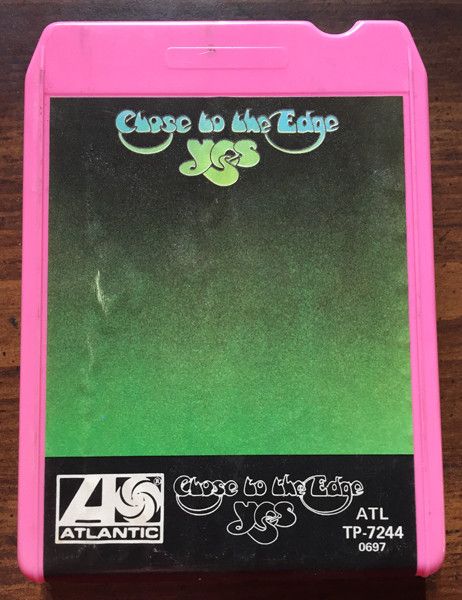 Close to the Edge
yes
ATLANTIC
®
Close to the Edge
yes
ATL
TP-7244
0697